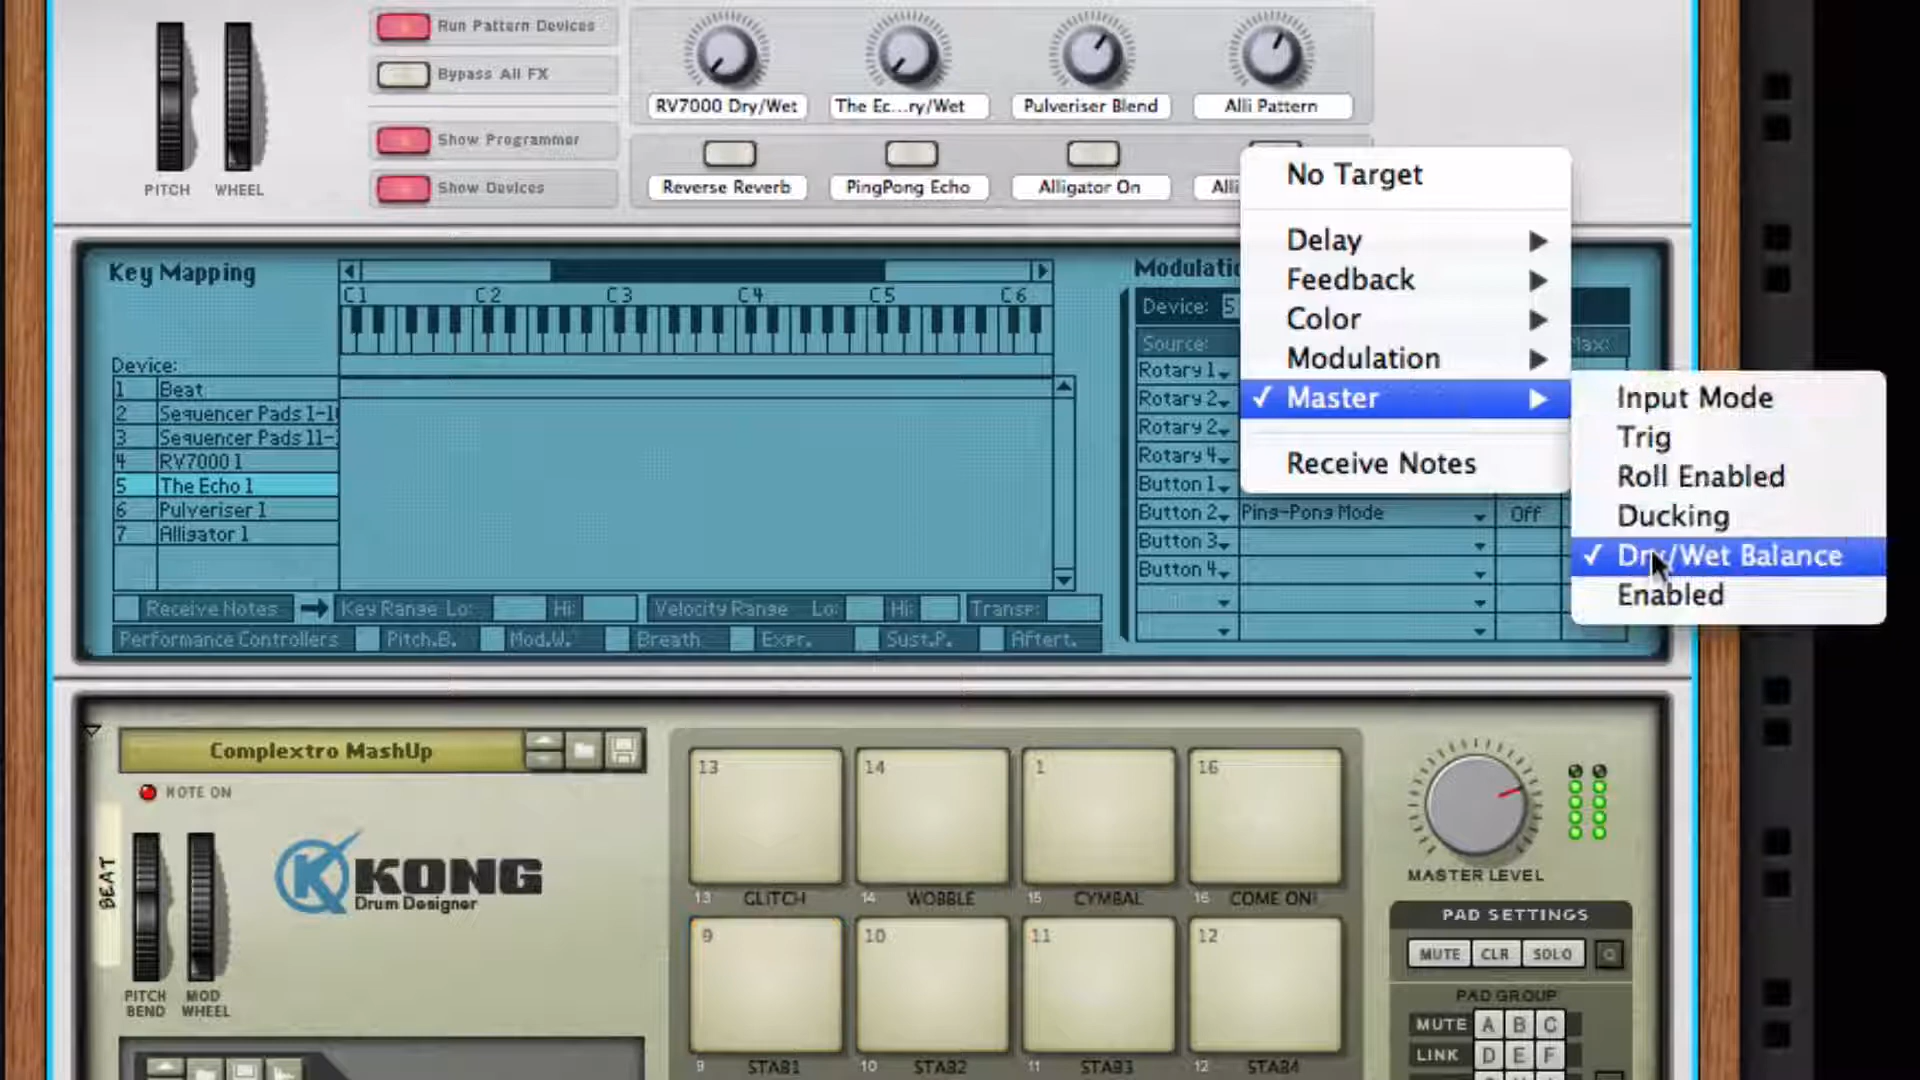 Run Pattern Devices
Bypass All FX
Show Programmer
Show Devices
PITCH
WHEEL
RV7000 Dry/Wet
The Ec...ry/Wet
Pulveriser Blend
Alli Pattern
Reverse Reverb
PingPong Echo
Alligator On
Alli
No Target
Delay
Feedback
Color
Modulation
✓ Master
Receive Notes
Input Mode
Trig
Roll Enabled
Ducking
✓ Dry/Wet Balance
Enabled
Key Mapping
C1 C2 C3 C4 C5 C6
Device:
1 Beat
2 Sequencer Pads 1-1
3 Sequencer Pads 11-
4 RV7000 1
5 The Echo 1
6 Pulveriser 1
7 Alligator 1
Receive Notes
Key Range Lo:
Hi:
Velocity Range Lo:
Hi:
Transp:
Performance Controllers
Pitch.B.
Mod.W.
Breath
Expr.
Sust.P.
Aftert.
Modulati
Device: 5
Source:
Max:
Rotary 1
Rotary 2
Rotary 2
Rotary 4
Button 1
Button 2 Ping-Pong Mode Off
Button 3
Button 4
Complextro MashUp
NOTE ON
BEAT
KONG
Drum Designer
PITCH BEND
MOD WHEEL
13 14 1 16
13 GLITCH
14 WOBBLE
15 CYMBAL
16 COME ON!
9 10 11 12
9 STAB1
10 STAB2
11 STAB3
12 STAB4
MASTER LEVEL
PAD SETTINGS
MUTE CLR SOLO Q
PAD GROUP
MUTE A B C
LINK D E F